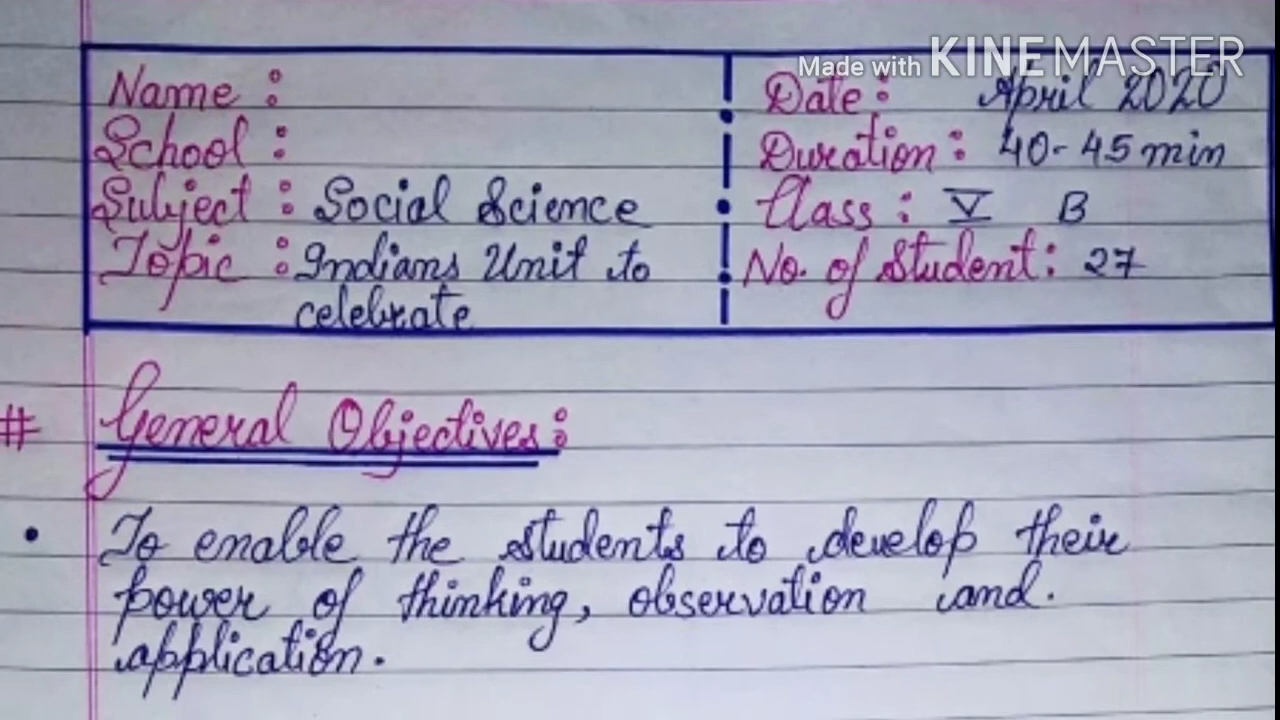 Made with KINEMASTER
Name : Date : April 2020
School : Duration : 40-45 min
Subject : Social Science Class : V B
Topic : Indians Unit to No. of Student : 27
celebrate
# General Objectives :
• To enable the students to develop their
power of thinking, observation and.
application.